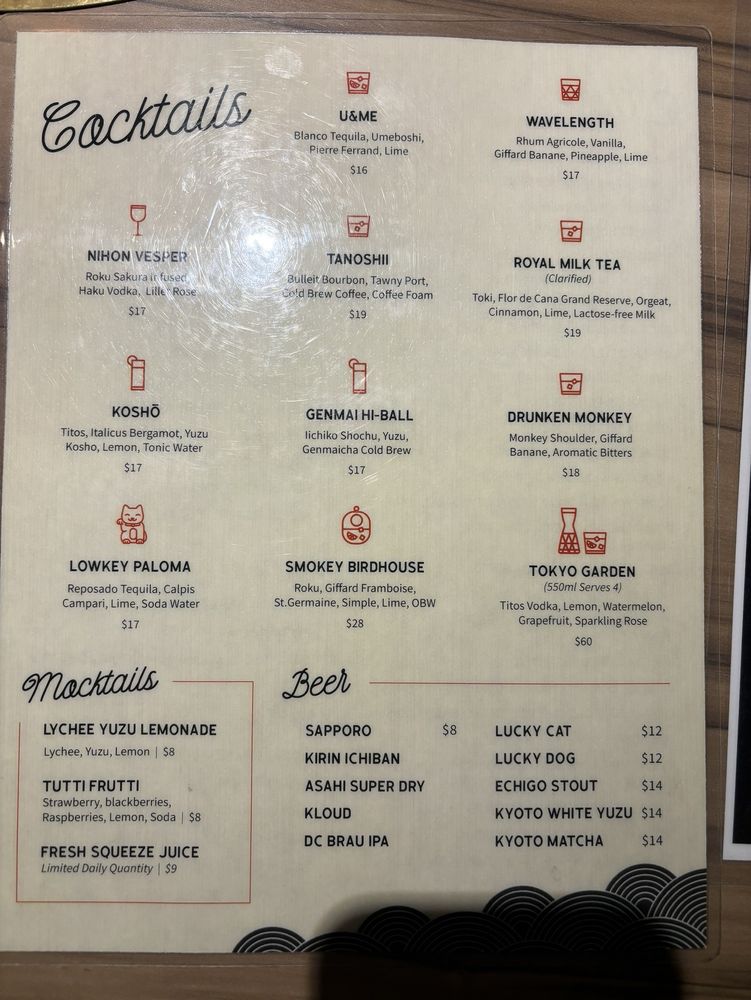 Cocktails
U&ME
Blanco Tequila, Umeboshi,
Pierre Ferrand, Lime
$16
WAVELENGTH
Rhum Agricole, Vanilla,
Giffard Banane, Pineapple, Lime
$17
NIHON VESPER
Roku Sakura Infused
Haku Vodka, Lillet Rose
$17
TANOSHII
Bulleit Bourbon, Tawny Port,
Cold Brew Coffee, Coffee Foam
$19
ROYAL MILK TEA
(Clarified)
Toki, Flor de Cana Grand Reserve, Orgeat,
Cinnamon, Lime, Lactose-free Milk
$19
KOSHŌ
Titos, Italicus Bergamot, Yuzu
Kosho, Lemon, Tonic Water
$17
GENMAI HI-BALL
Iichiko Shochu, Yuzu,
Genmaicha Cold Brew
$17
DRUNKEN MONKEY
Monkey Shoulder, Giffard
Banane, Aromatic Bitters
$18
LOWKEY PALOMA
Reposado Tequila, Calpis
Campari, Lime, Soda Water
$17
SMOKEY BIRDHOUSE
Roku, Giffard Framboise,
St.Germaine, Simple, Lime, OBW
$28
TOKYO GARDEN
(550ml Serves 4)
Titos Vodka, Lemon, Watermelon,
Grapefruit, Sparkling Rose
$60
Mocktails
LYCHEE YUZU LEMONADE
Lychee, Yuzu, Lemon | $8
TUTTI FRUTTI
Strawberry, blackberries,
Raspberries, Lemon, Soda | $8
FRESH SQUEEZE JUICE
Limited Daily Quantity | $9
Beer
SAPPORO $8
KIRIN ICHIBAN
ASAHI SUPER DRY
KLOUD
DC BRAU IPA
LUCKY CAT $12
LUCKY DOG $12
ECHIGO STOUT $14
KYOTO WHITE YUZU $14
KYOTO MATCHA $14